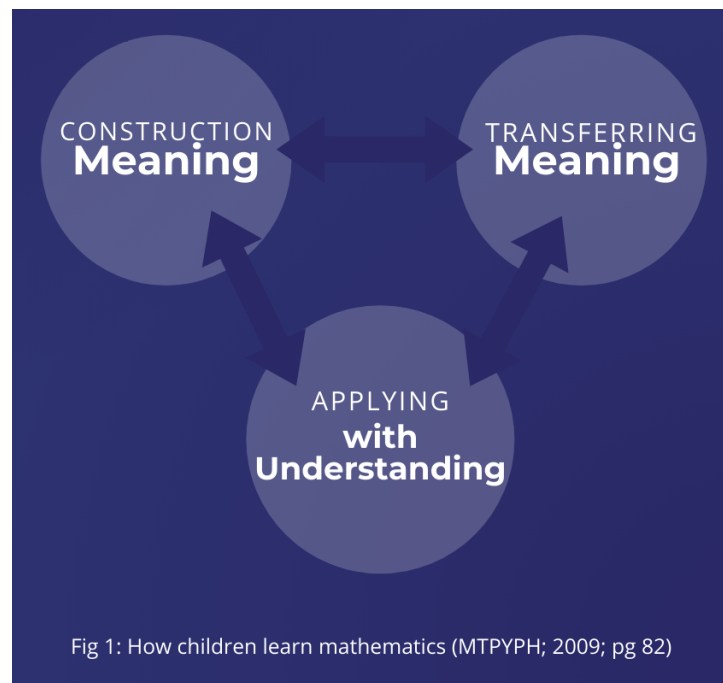 CONSTRUCTION
Meaning
TRANSFERRING
Meaning
APPLYING
with
Understanding
Fig 1: How children learn mathematics (MTPYPH; 2009; pg 82)